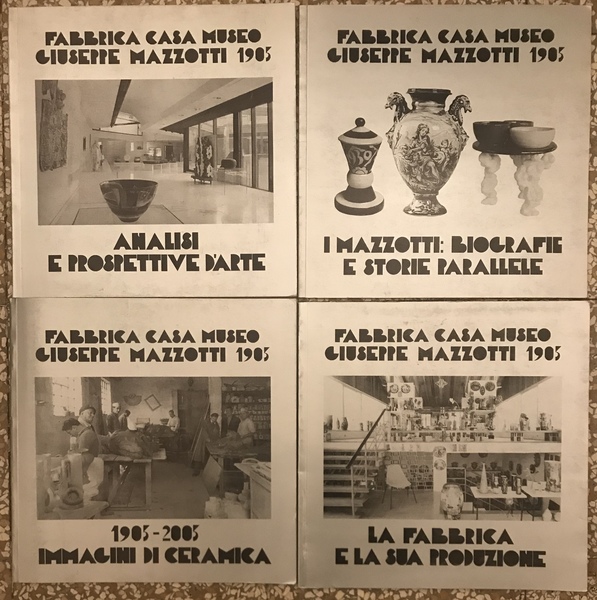 FABBRICA CASA MUSEO
GIUSEPPE MAZZOTTI 1903
ANALISI
E PROSPETTIVE D'ARTE
FABBRICA CASA MUSEO
GIUSEPPE MAZZOTTI 1903
I MAZZOTTI: BIOGRAFIE
E STORIE PARALLELE
FABBRICA CASA MUSEO
GIUSEPPE MAZZOTTI 1903
1903-2003
IMMAGINI DI CERAMICA
FABBRICA CASA MUSEO
GIUSEPPE MAZZOTTI 1903
LA FABBRICA
E LA SUA PRODUZIONE